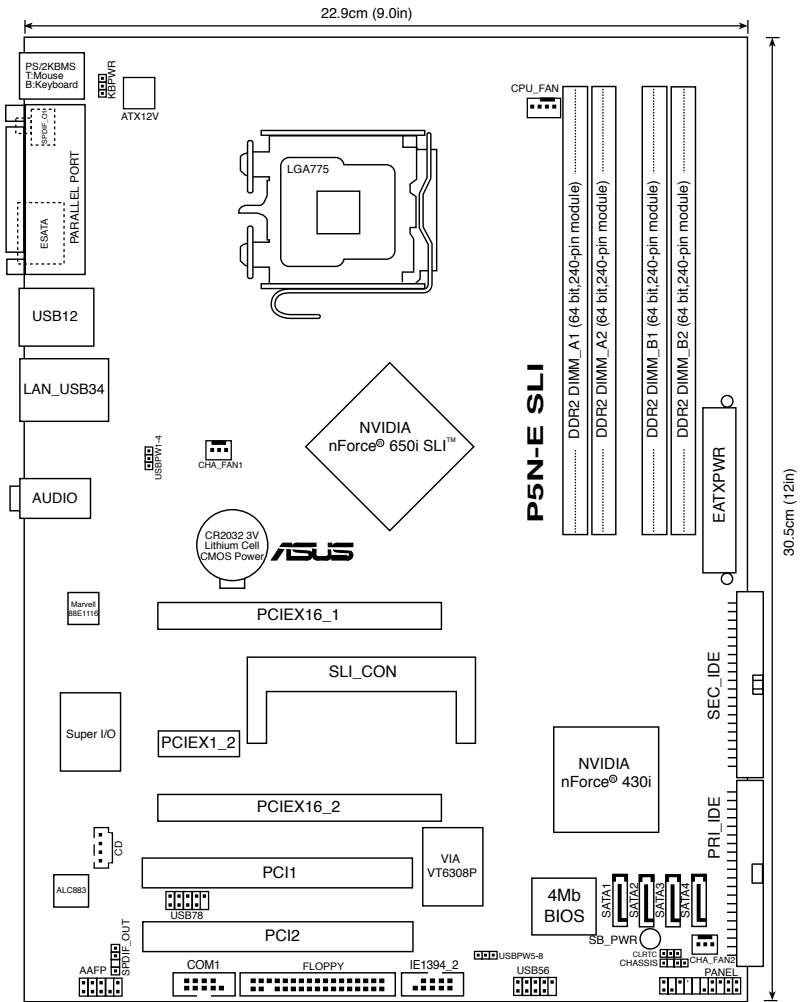 22.9cm (9.0in)
30.5cm (12in)
PS/2KBMS
T:Mouse
B:Keyboard
KBPWR
ATX12V
CPU_FAN
SPDIF_O1
PARALLEL PORT
ESATA
LGA775
DDR2 DIMM_A1 (64 bit,240-pin module)
DDR2 DIMM_A2 (64 bit,240-pin module)
DDR2 DIMM_B1 (64 bit,240-pin module)
DDR2 DIMM_B2 (64 bit,240-pin module)
USB12
LAN_USB34
NVIDIA
nForce® 650i SLI™
P5N-E SLI
USBPW1-4
CHA_FAN1
EATXPWR
AUDIO
CR2032 3V
Lithium Cell
CMOS Power
ASUS
Marvell
88E1116
PCIEX16_1
SLI_CON
SEC_IDE
Super I/O
PCIEX1_2
NVIDIA
nForce® 430i
PCIEX16_2
PRI_IDE
CD
PCI1
VIA
VT6308P
ALC883
4Mb
BIOS
SATA1
SATA2
SATA3
SATA4
USB78
SPDIF_OUT
PCI2
SB_PWR
CLRTC
CHASSIS
CHA_FAN2
USBPW5-8
AAFP
COM1
FLOPPY
IE1394_2
USB56
PANEL